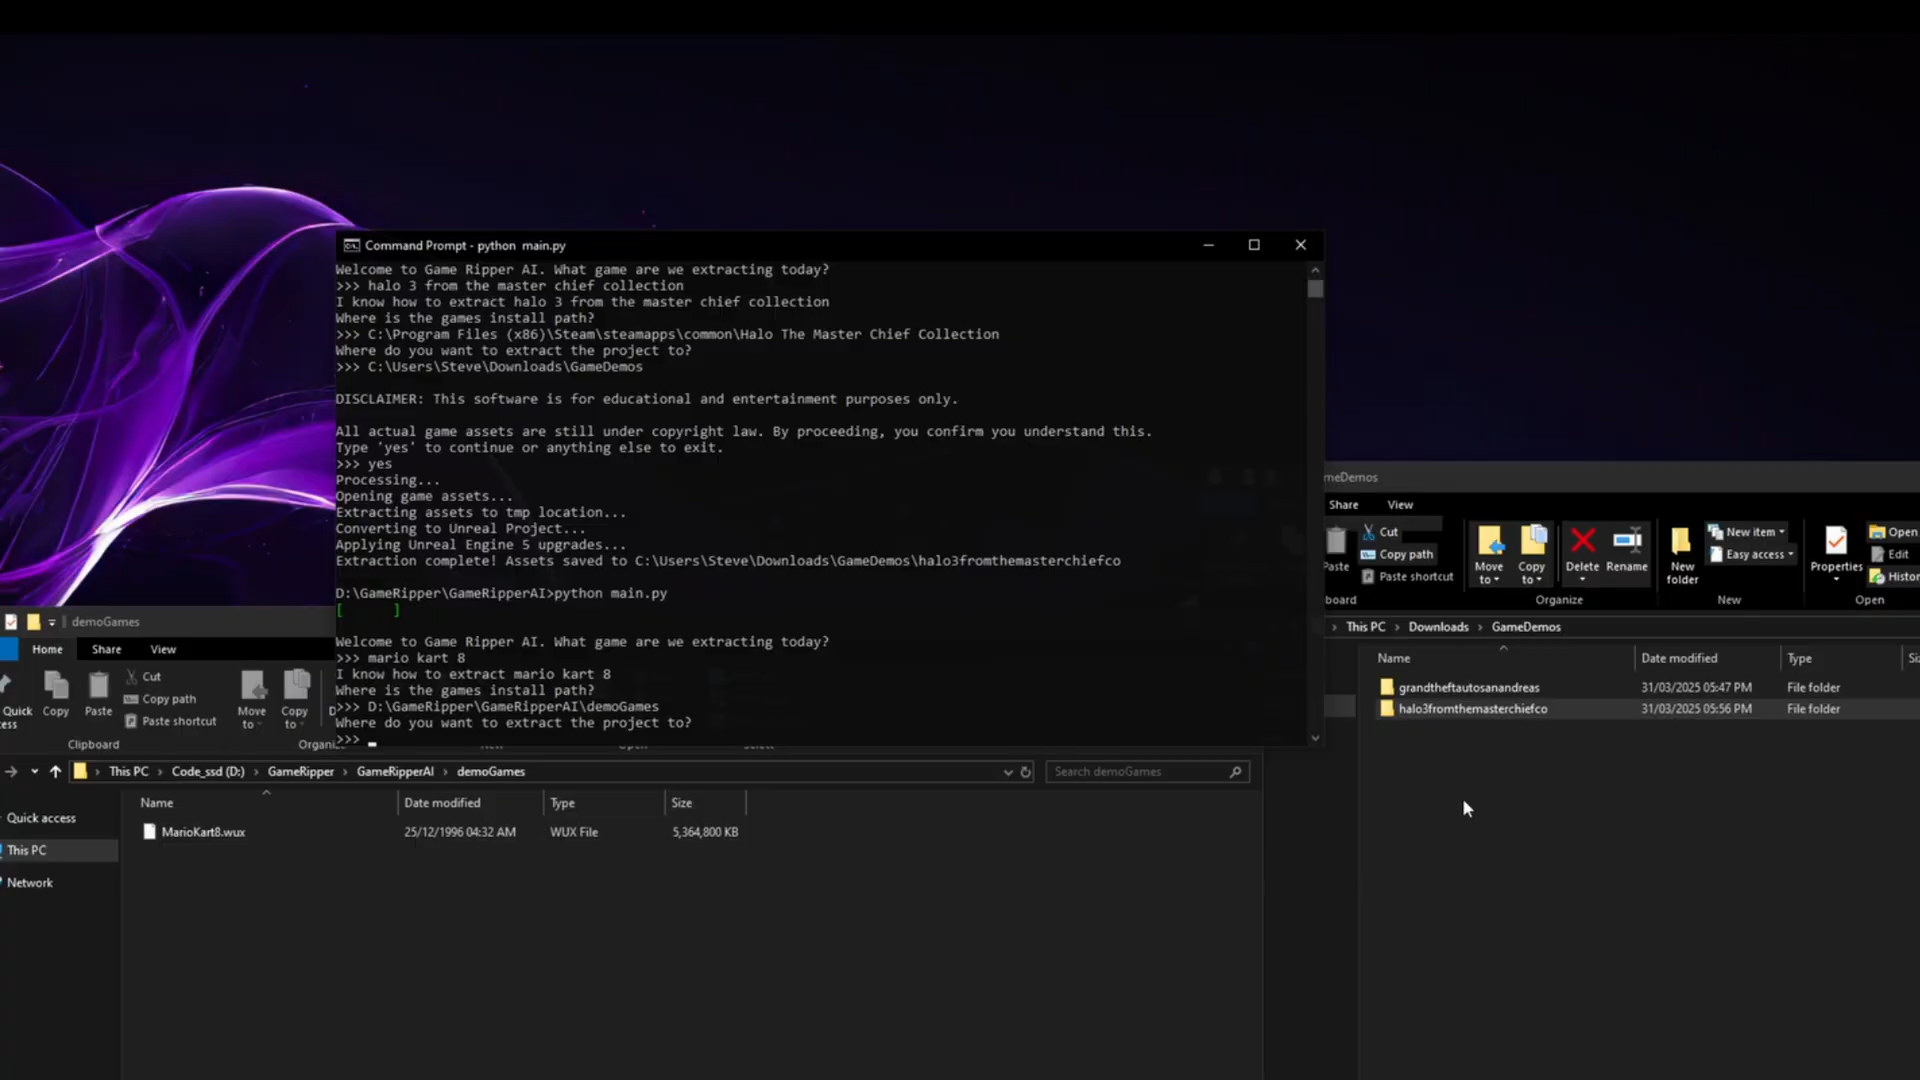 Command Prompt - python main.py
Welcome to Game Ripper AI. What game are we extracting today?
>>> halo 3 from the master chief collection
I know how to extract halo 3 from the master chief collection
Where is the games install path?
>>> C:\Program Files (x86)\Steam\steamapps\common\Halo The Master Chief Collection
Where do you want to extract the project to?
>>> C:\Users\Steve\Downloads\GameDemos
DISCLAIMER: This software is for educational and entertainment purposes only.
All actual game assets are still under copyright law. By proceeding, you confirm you understand this.
Type 'yes' to continue or anything else to exit.
>>> yes
Processing...
Opening game assets...
Extracting assets to tmp location...
Converting to Unreal Project...
Applying Unreal Engine 5 upgrades...
Extraction complete! Assets saved to C:\Users\Steve\Downloads\GameDemos\halo3fromthemasterchiefco
D:\GameRipper\GameRipperAI>python main.py
[ ]
Welcome to Game Ripper AI. What game are we extracting today?
>>> mario kart 8
I know how to extract mario kart 8
Where is the games install path?
>>> D:\GameRipper\GameRipperAI\demoGames
Where do you want to extract the project to?
>>>
demoGames
Home Share View
Quick
cess
Copy
Paste
Cut
Copy path
Paste shortcut
Move to
Copy to
Clipboard
Organiz
This PC > Code_ssd (D:) > GameRipper > GameRipperAI > demoGames
Search demoGames
Name Date modified Type Size
MarioKart8.wux 25/12/1996 04:32 AM WUX File 5,364,800 KB
Quick access
This PC
Network
meDemos
Share View
Paste
Cut
Copy path
Paste shortcut
board
Move to
Copy to
Delete
Rename
Organize
New folder
New item
Easy access
New
Properties
Open
Edit
Histor
Open
This PC > Downloads > GameDemos
Name Date modified Type Si
grandtheftautosanandreas 31/03/2025 05:47 PM File folder
halo3fromthemasterchiefco 31/03/2025 05:56 PM File folder